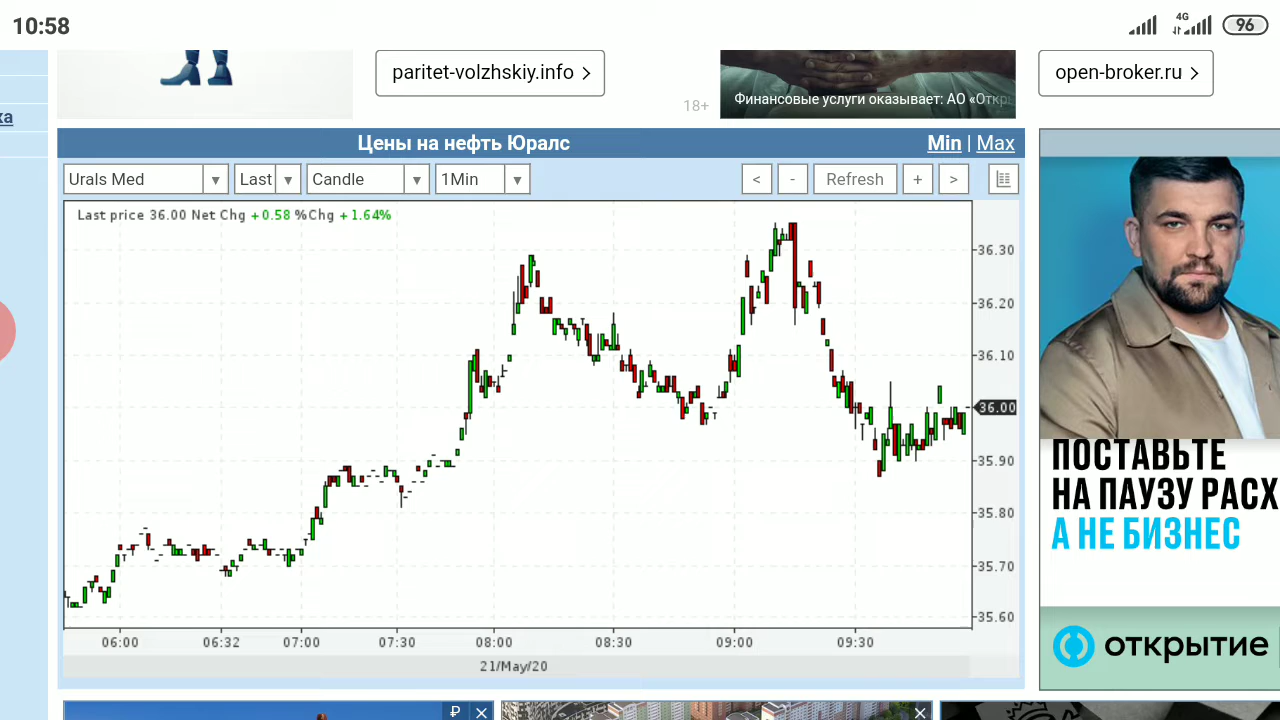 10:58
4G
96
paritet-volzhskiy.info
18+
Финансовые услуги оказывает: АО «Откр
open-broker.ru
ка
Цены на нефть Юралс
Min | Max
Urals Med
Last
Candle
1Min
< - Refresh + >
Last price 36.00 Net Chg +0.58 %Chg +1.64%
36.30
36.20
36.10
36.00
35.90
35.80
35.70
35.60
06:00 06:32 07:00 07:30 08:00 08:30 09:00 09:30
21/May/20
ПОСТАВЬТЕ
НА ПАУЗУ РАСХ
А НЕ БИЗНЕС
открытие
₽